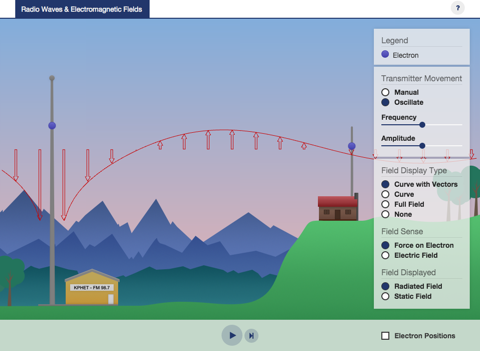 Radio Waves & Electromagnetic Fields
?
Legend
Electron
Transmitter Movement
Manual
Oscillate
Frequency
Amplitude
Field Display Type
Curve with Vectors
Curve
Full Field
None
Field Sense
Force on Electron
Electric Field
Field Displayed
Radiated Field
Static Field
KPHET - FM 98.7
Electron Positions